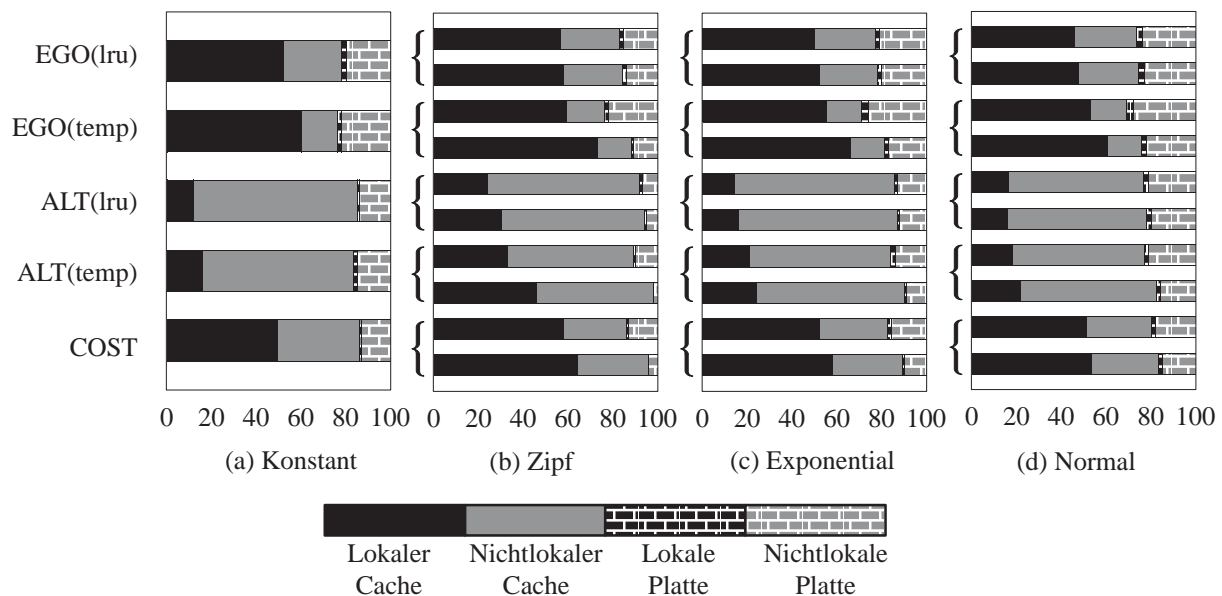 EGO(lru)
EGO(temp)
ALT(lru)
ALT(temp)
COST
{ { { { {
{ { { { {
{ { { { {
0 20 40 60 80 100
0 20 40 60 80 100
0 20 40 60 80 100
0 20 40 60 80 100
(a) Konstant
(b) Zipf
(c) Exponential
(d) Normal
Lokaler
Cache
Nichtlokaler
Cache
Lokale
Platte
Nichtlokale
Platte